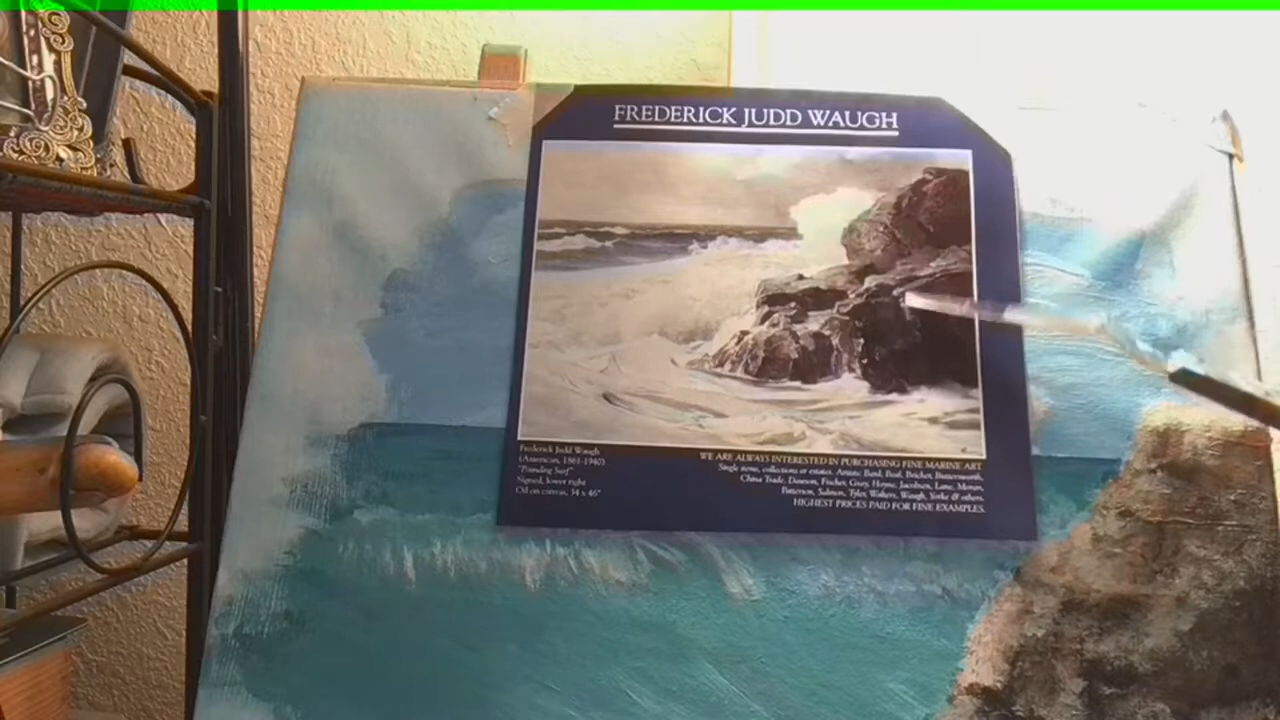 FREDERICK JUDD WAUGH
Frederick Judd Waugh
(American, 1861-1940)
"Pounding Surf"
Signed, lower right
Oil on canvas, 34 x 46"
WE ARE ALWAYS INTERESTED IN PURCHASING FINE MARINE ART.
Single items, collections or estates. Artists: Bard, Beal, Bricher, Buttersworth,
China Trade, Dawson, Fischer, Gray, Hayne, Jacobsen, Lane, Moran,
Patterson, Salmon, Tyler, Walters, Waugh, Yorke & others.
HIGHEST PRICES PAID FOR FINE EXAMPLES.